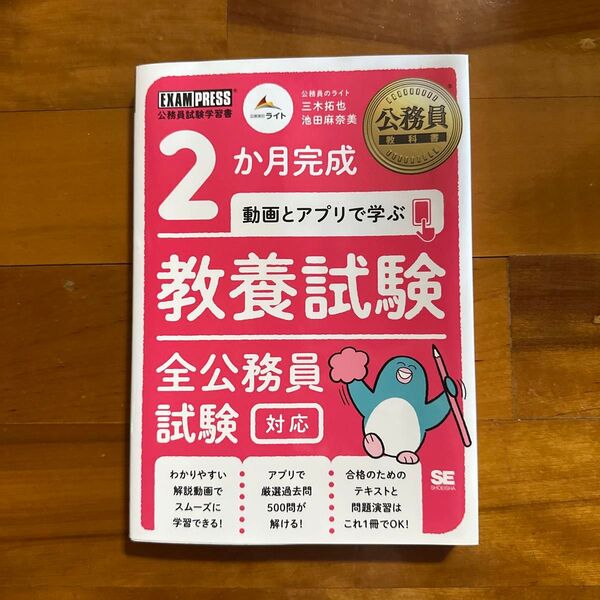 EXAMPRESS®
公務員試験学習書
ライト
公務員のライト
三木拓也
池田麻奈美
公務員
教科書
2か月完成
動画とアプリで学ぶ
教養試験
全公務員
試験 対応
わかりやすい
解説動画で
スムーズに
学習できる!
アプリで
厳選過去問
500問が
解ける!
合格のための
テキストと
問題演習は
これ1冊でOK!
SE
SHOEISHA